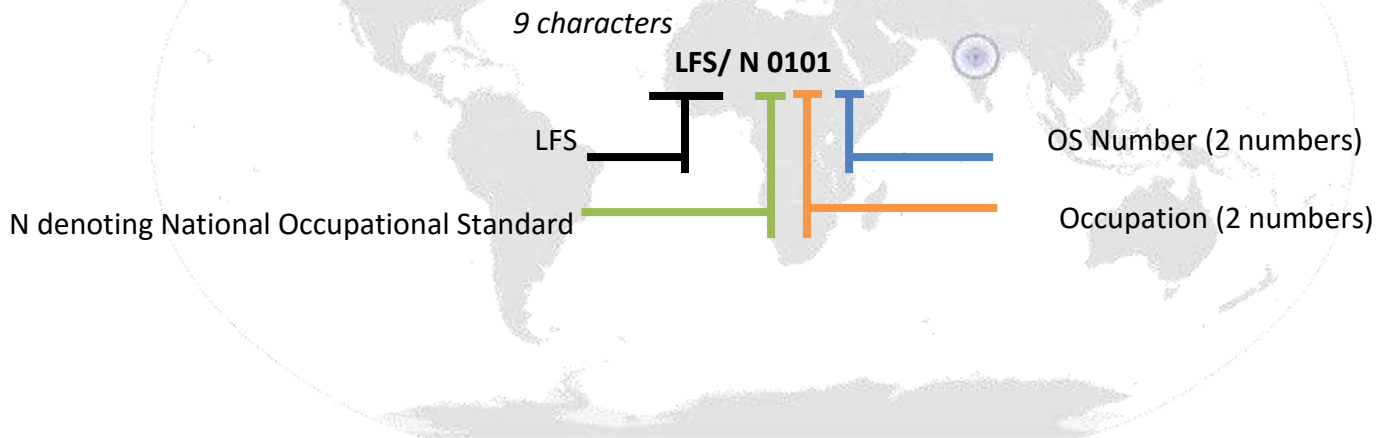 9 characters
LFS/ N 0101
LFS
OS Number (2 numbers)
N denoting National Occupational Standard
Occupation (2 numbers)